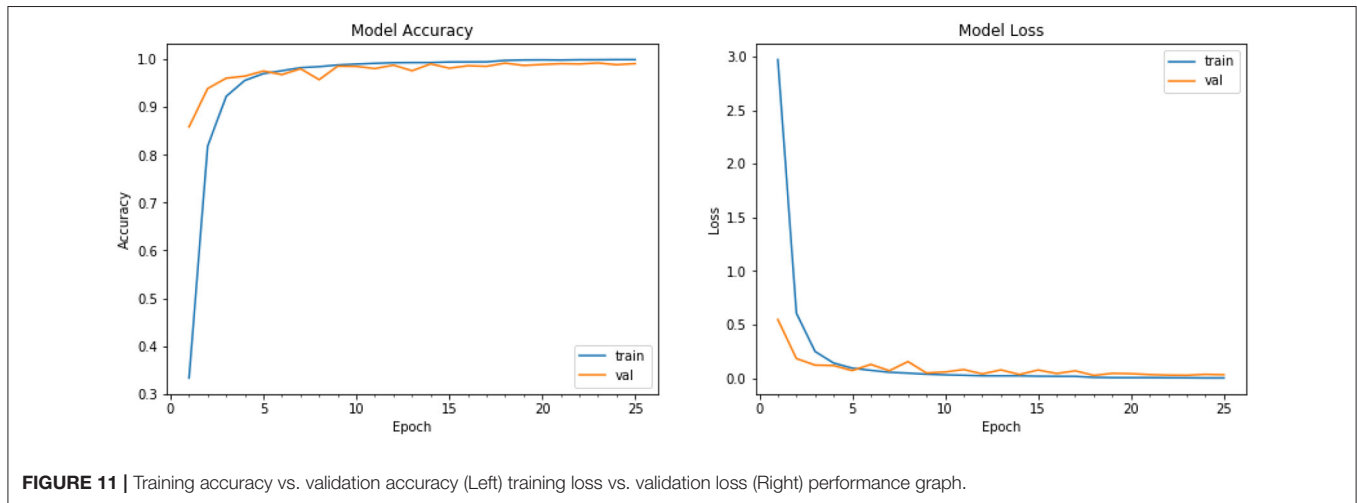 Model Accuracy
1.0
0.9
0.8
0.7
0.6
0.5
0.4
0.3
Accuracy
0
5
10
15
20
25
Epoch
train
val
Model Loss
3.0
2.5
2.0
1.5
1.0
0.5
0.0
Loss
0
5
10
15
20
25
Epoch
train
val
FIGURE 11 | Training accuracy vs. validation accuracy (Left) training loss vs. validation loss (Right) performance graph.